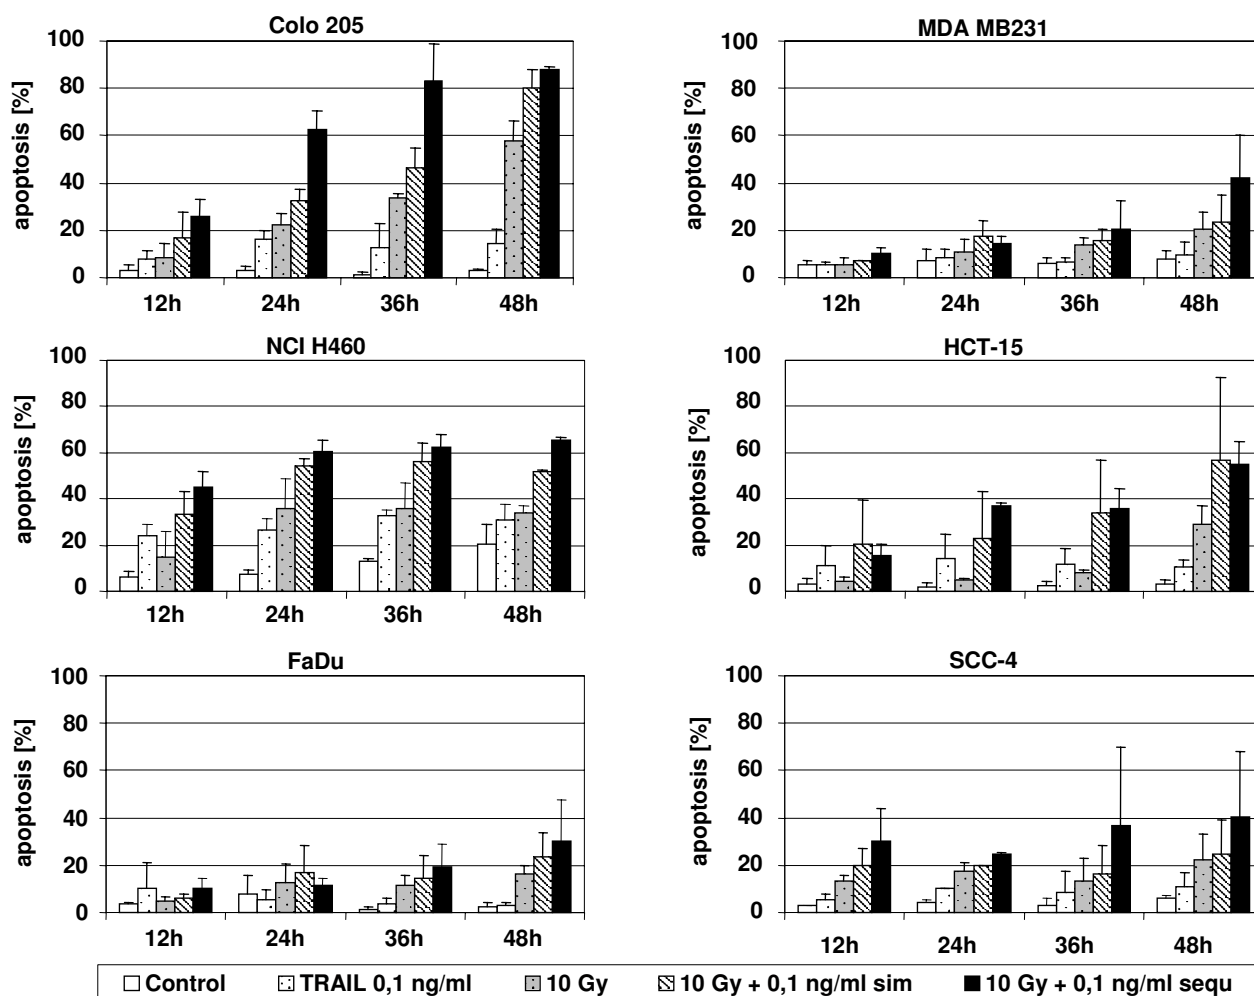 Colo 205
apoptosis [%]
100
80
60
40
20
0
12h 24h 36h 48h
MDA MB231
apoptosis [%]
100
80
60
40
20
0
12h 24h 36h 48h
NCI H460
apoptosis [%]
100
80
60
40
20
0
12h 24h 36h 48h
HCT-15
apoptosis [%]
100
80
60
40
20
0
12h 24h 36h 48h
FaDu
apoptosis [%]
100
80
60
40
20
0
12h 24h 36h 48h
SCC-4
apoptosis [%]
100
80
60
40
20
0
12h 24h 36h 48h
Control TRAIL 0,1 ng/ml 10 Gy 10 Gy + 0,1 ng/ml sim 10 Gy + 0,1 ng/ml sequ